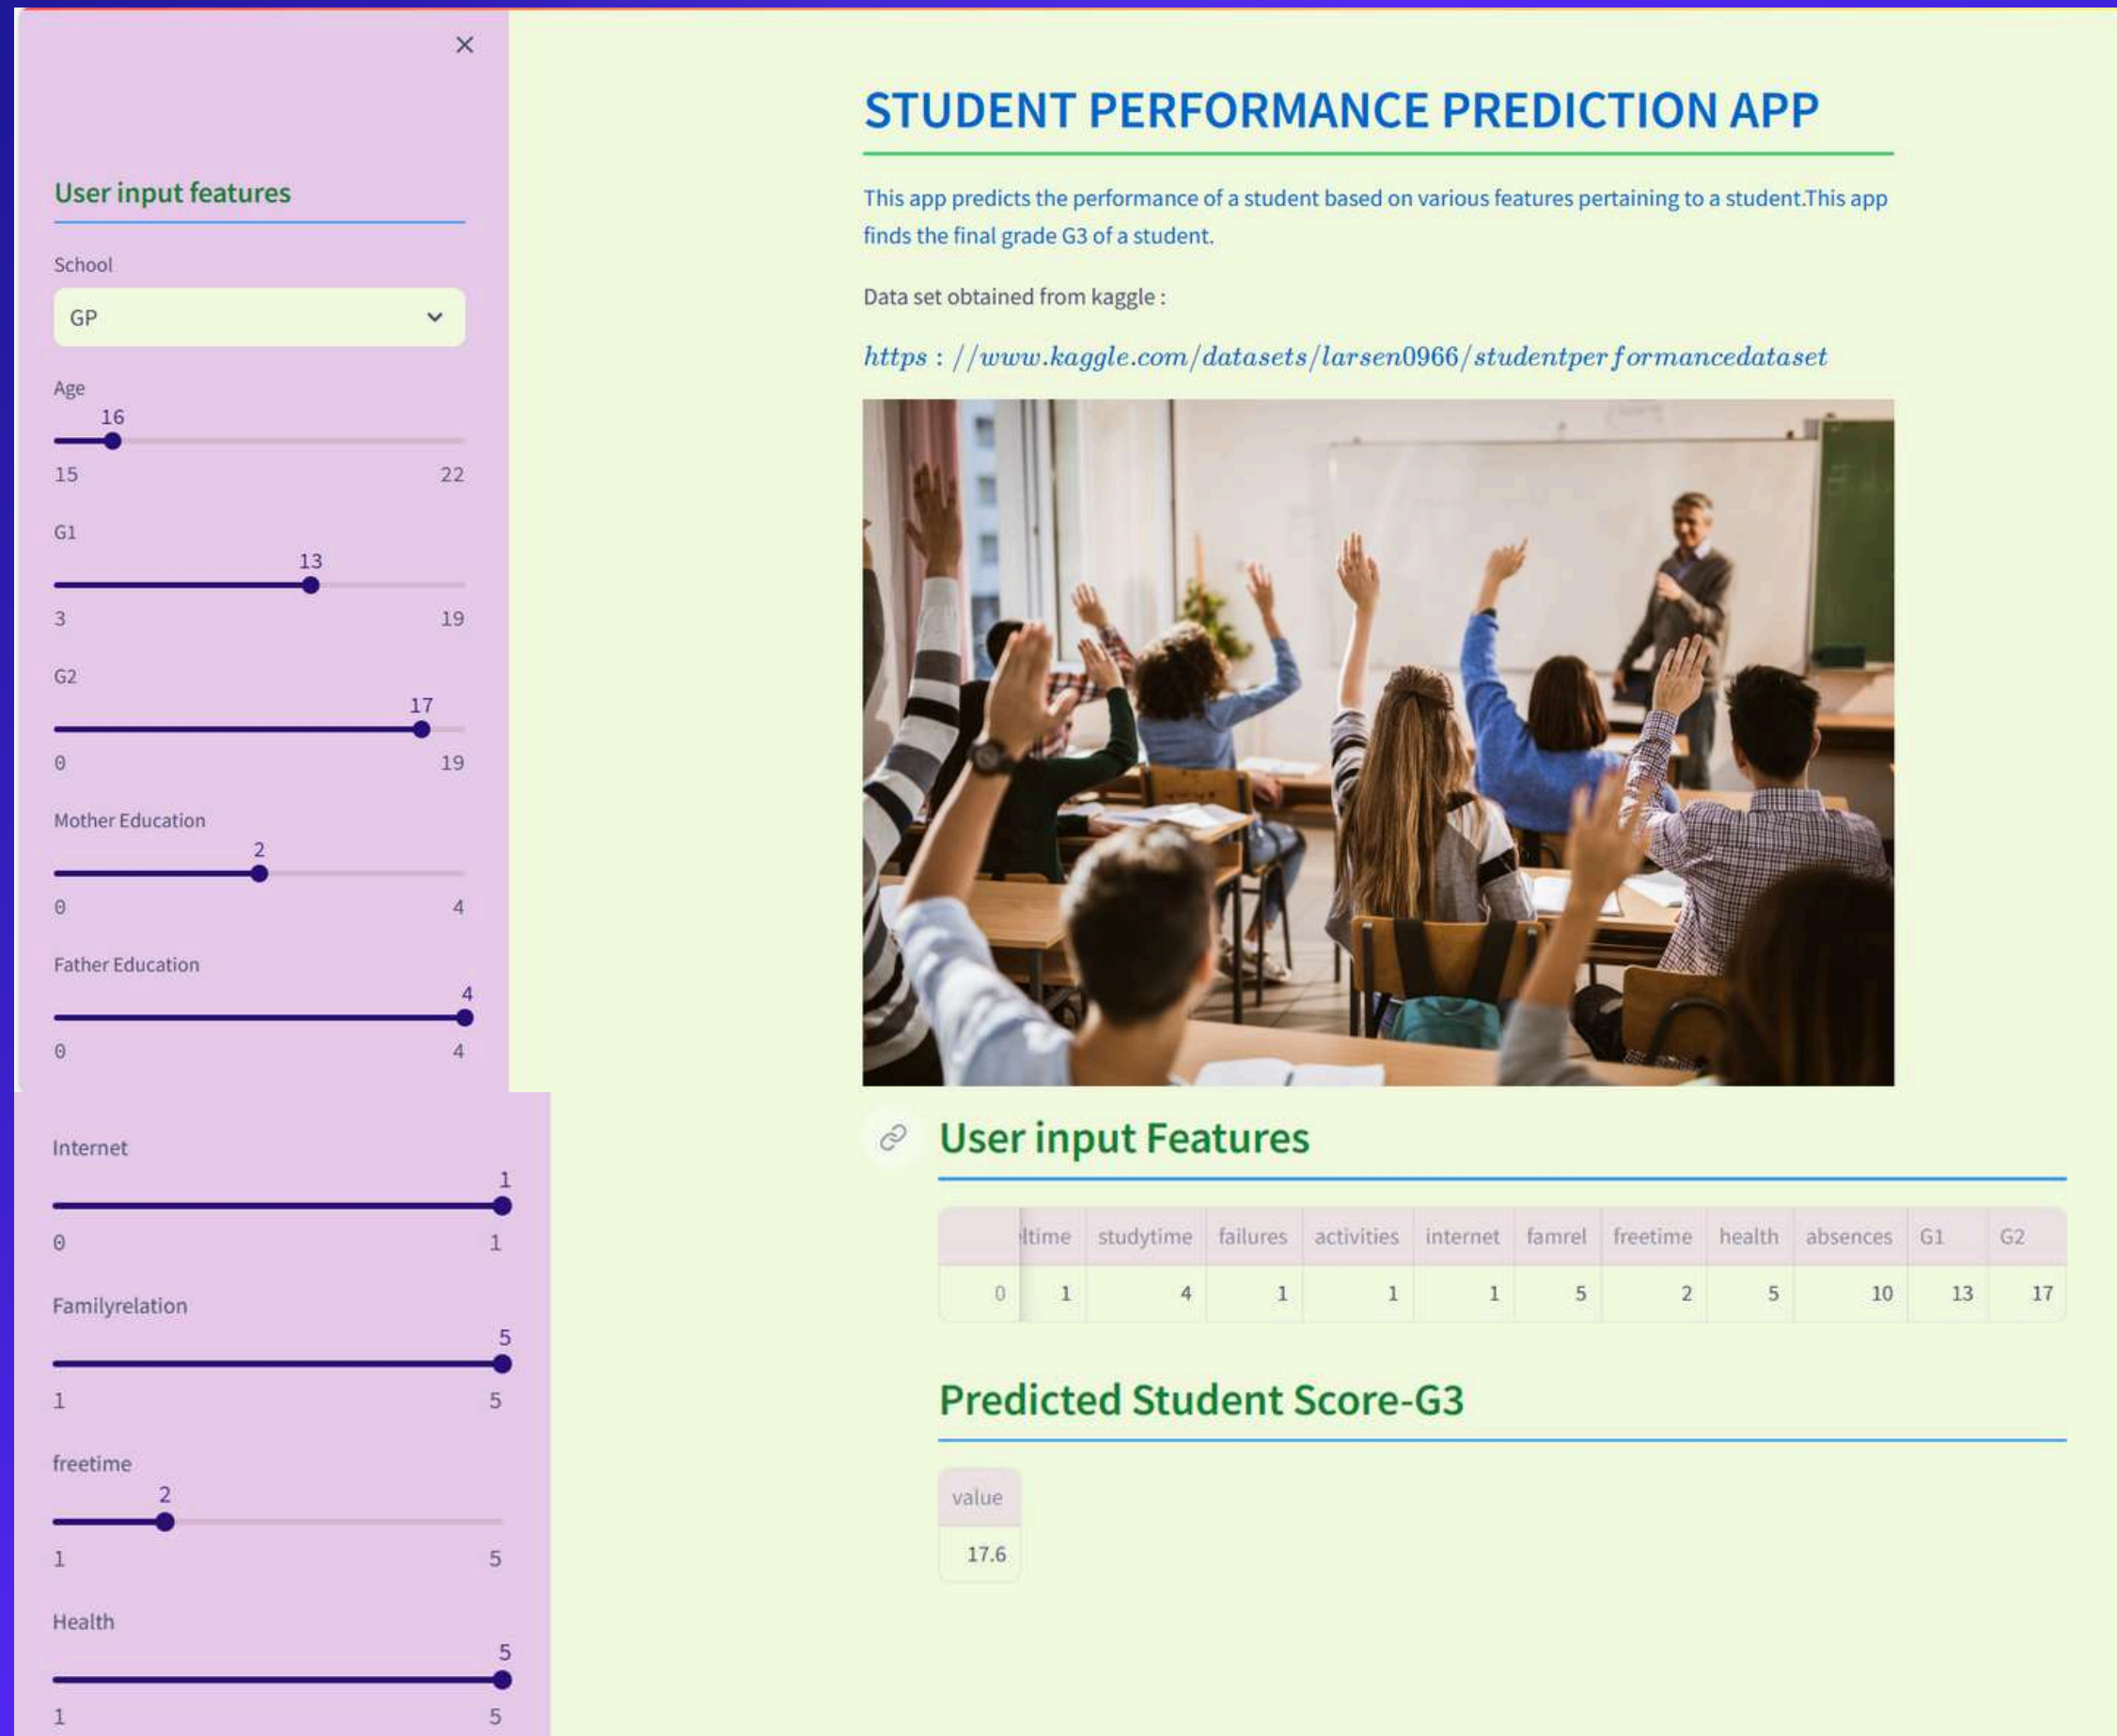 User input features
School
GP
Age
16
15 22
G1
13
3 19
G2
17
0 19
Mother Education
2
0 4
Father Education
4
0 4
Internet
1
0 1
Familyrelation
5
1 5
freetime
2
1 5
Health
5
1 5
STUDENT PERFORMANCE PREDICTION APP
This app predicts the performance of a student based on various features pertaining to a student.This app
finds the final grade G3 of a student.
Data set obtained from kaggle :
https : //www.kaggle.com/datasets/larsen0966/studentperformancedataset
User input Features
ltime studytime failures activities internet famrel freetime health absences G1 G2
0 1 4 1 1 1 5 2 5 10 13 17
Predicted Student Score-G3
value
17.6